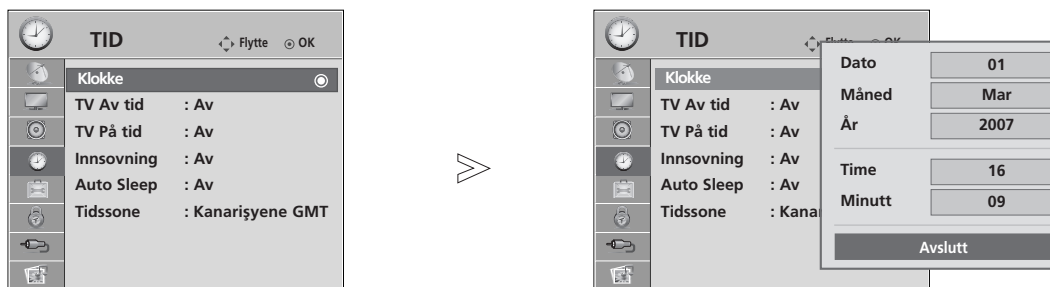 TID
Flytte
OK
Klokke
TV Av tid : Av
TV På tid : Av
Innsovning : Av
Auto Sleep : Av
Tidssone : Kanarişyene GMT
TID
Klokke
TV Av tid : Av
TV På tid : Av
Innsovning : Av
Auto Sleep : Av
Tidssone : Kanar
Dato 01
Måned Mar
År 2007
Time 16
Minutt 09
Avslutt